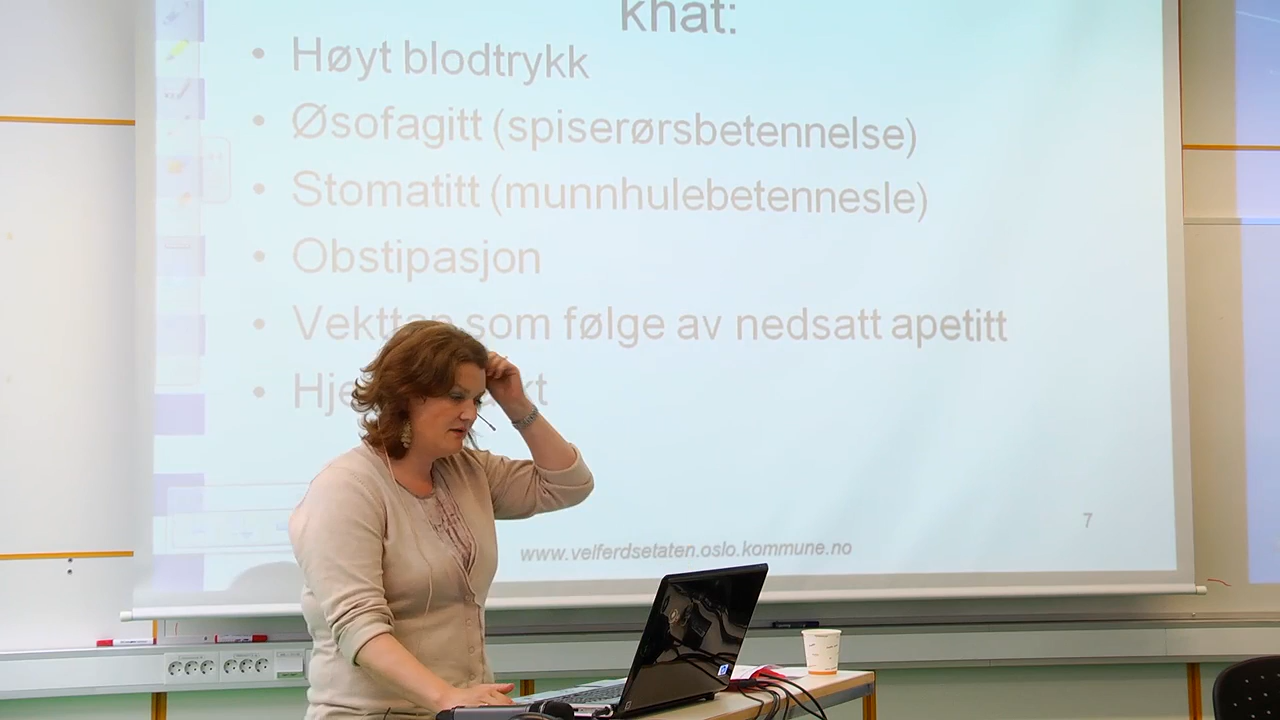 khat:
• Høyt blodtrykk
• Øsofagitt (spiserørsbetennelse)
• Stomatitt (munnhulebetennesle)
• Obstipasjon
• som følge av nedsatt apetitt
7
www.velferdsetaten.oslo.kommune.no